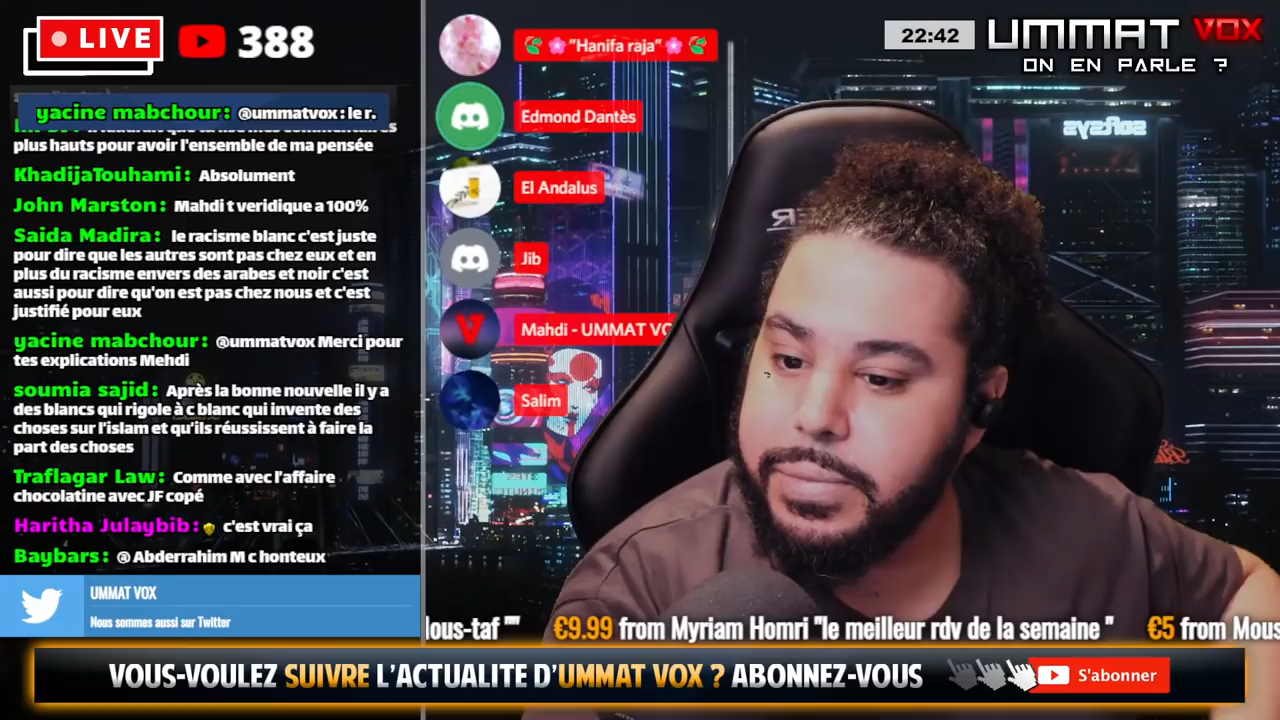 LIVE
388
yacine mabchour: @ummatvox : le r.
plus hauts pour avoir l'ensemble de ma pensée
KhadijaTouhami: Absolument
John Marston: Mahdi t veridique a 100%
Saida Madira: le racisme blanc c'est juste
pour dire que les autres sont pas chez eux et en
plus du racisme envers des arabes et noir c'est
aussi pour dire qu'on est pas chez nous et c'est
justifié pour eux
yacine mabchour: @ummatvox Merci pour
tes explications Mehdi
soumia sajid: Après la bonne nouvelle il y a
des blancs qui rigole à c blanc qui invente des
choses sur l'islam et qu'ils réussissent à faire la
part des choses
Traflagar Law: Comme avec l'affaire
chocolatine avec JF copé
Haritha Julaybib: c'est vrai ça
Baybars: @ Abderrahim M c honteux
UMMAT VOX
Nous sommes aussi sur Twitter
"Hanifa raja"
Edmond Dantès
El Andalus
Jib
Mahdi - UMMAT VO
Salim
22:42
UMMAT VOX
ON EN PARLE ?
lous-taf "" €9.99 from Myriam Homri "le meilleur rdv de la semaine " €5 from Mous
VOUS-VOULEZ SUIVRE L'ACTUALITE D'UMMAT VOX ? ABONNEZ-VOUS
S'abonner